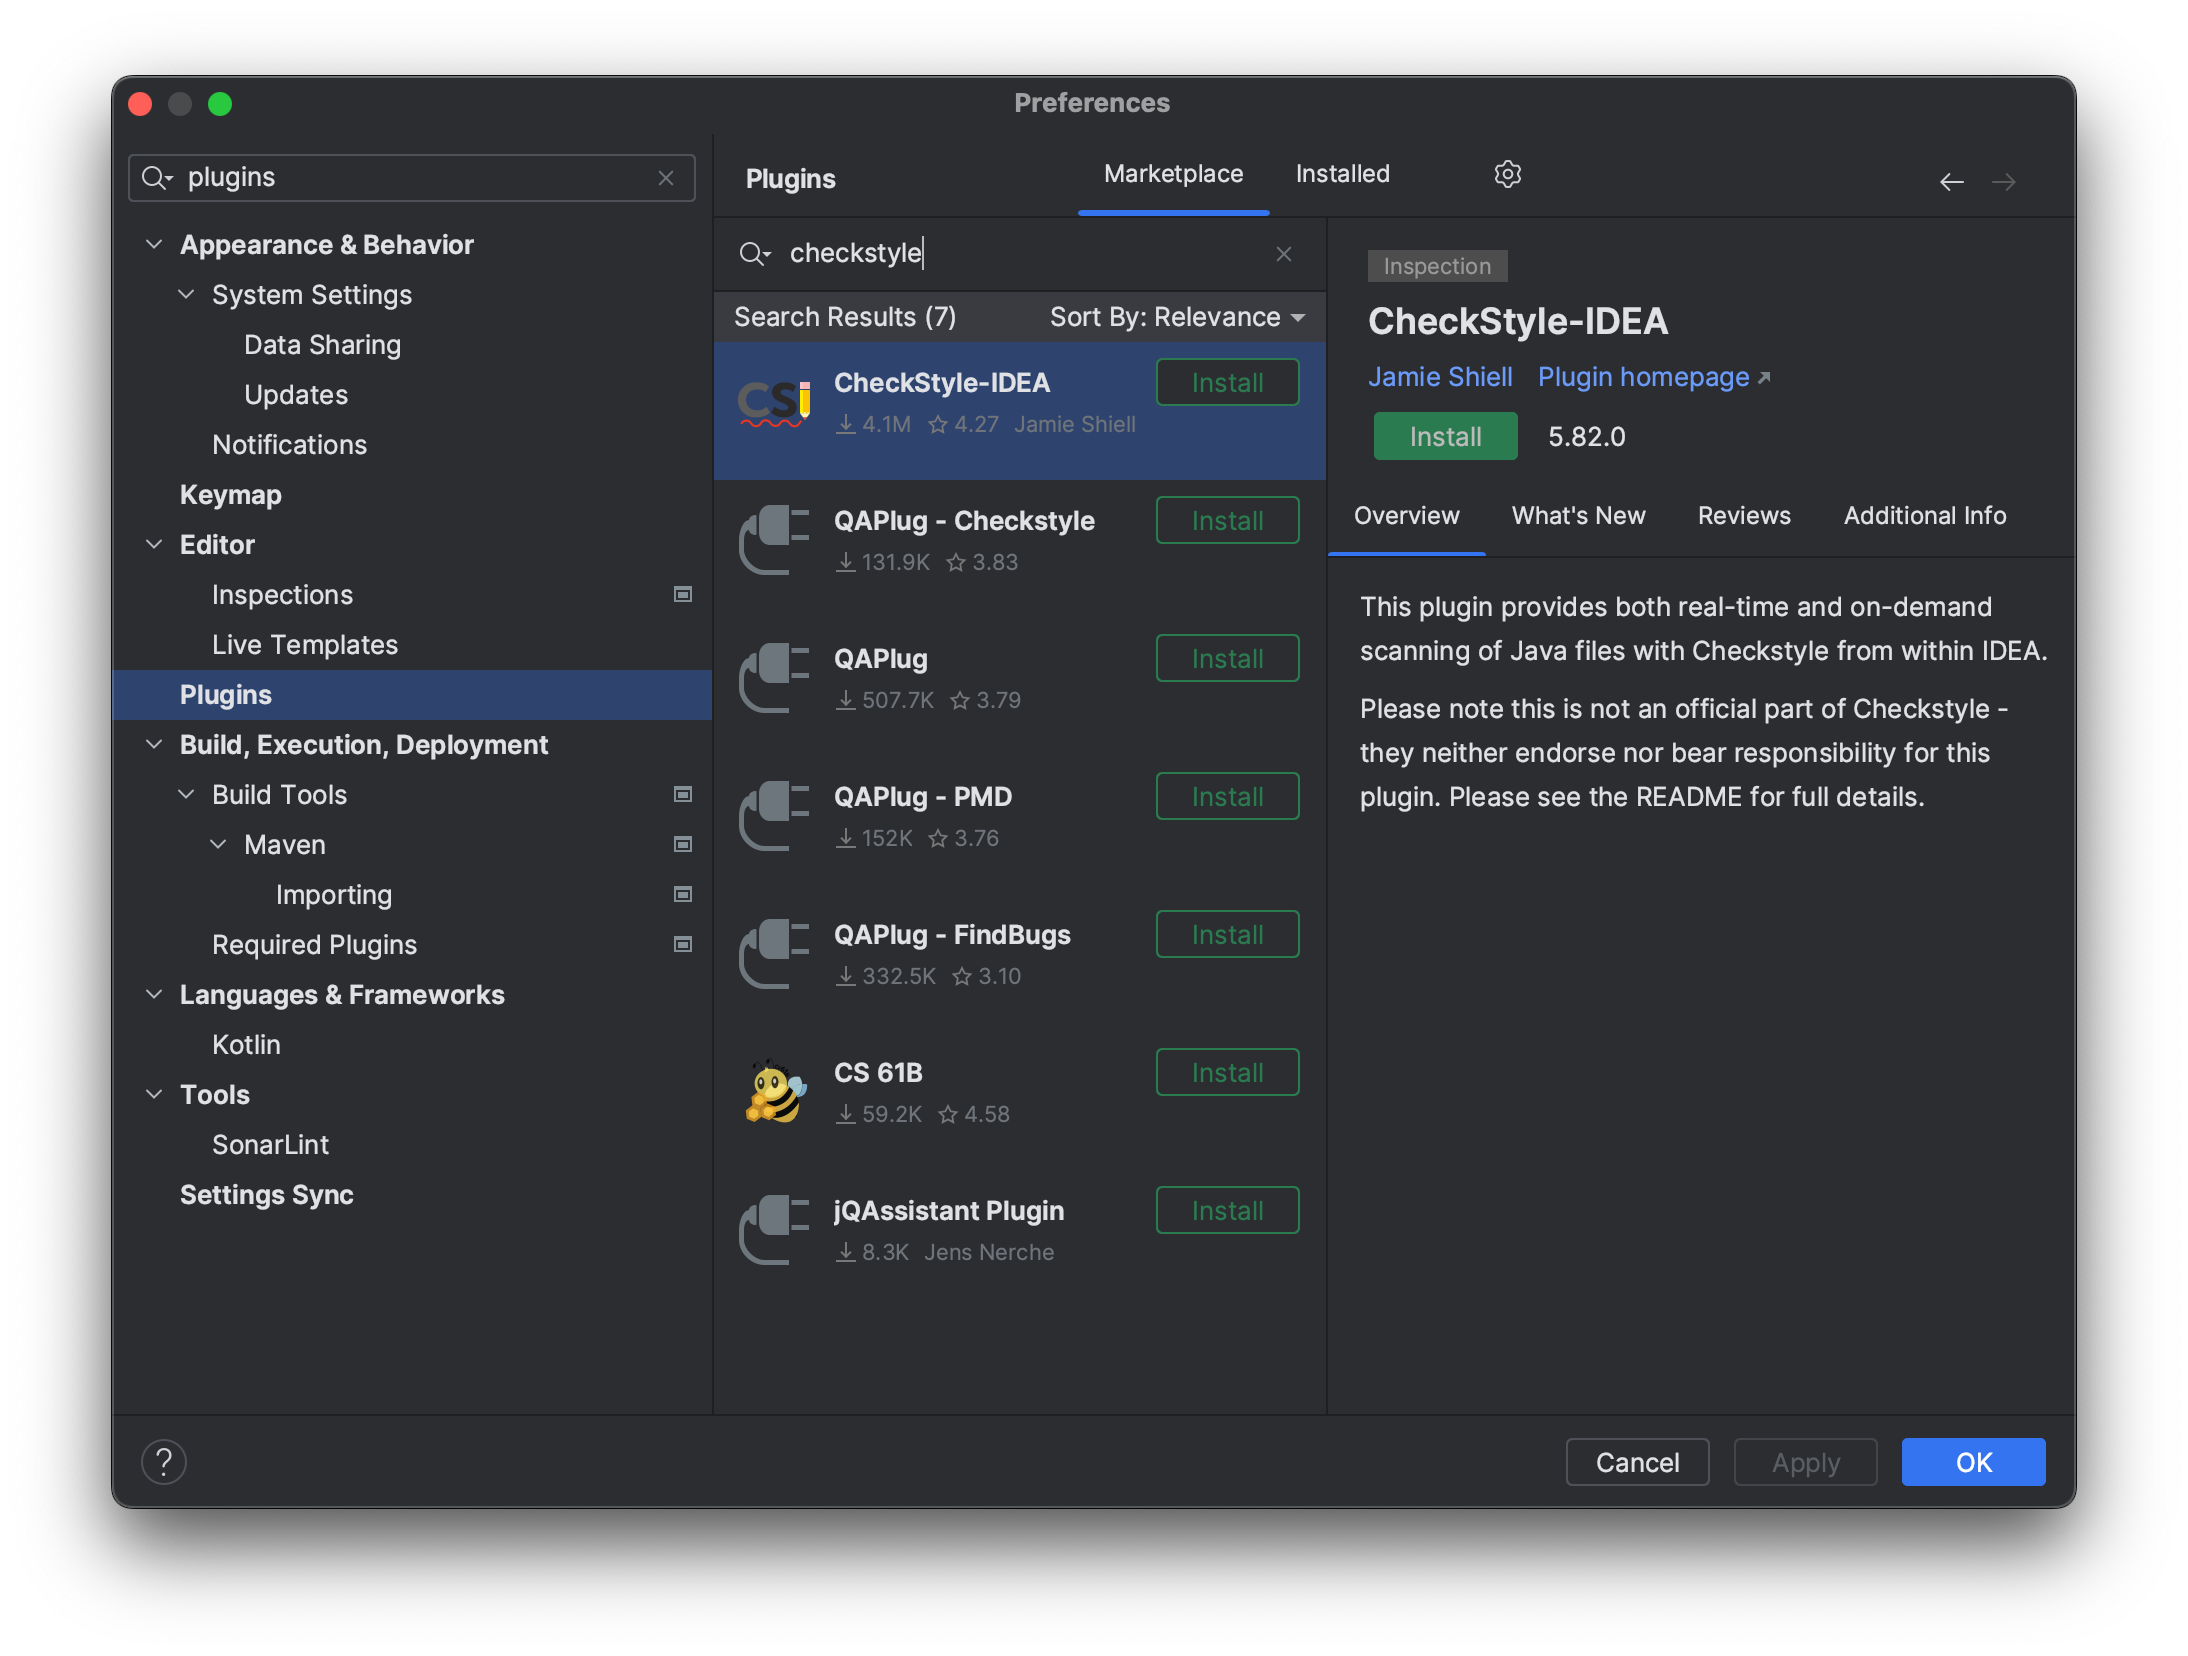 Preferences
plugins
Appearance & Behavior
System Settings
Data Sharing
Updates
Notifications
Keymap
Editor
Inspections
Live Templates
Plugins
Build, Execution, Deployment
Build Tools
Maven
Importing
Required Plugins
Languages & Frameworks
Kotlin
Tools
SonarLint
Settings Sync
Plugins
Marketplace
Installed
checkstyle
Search Results (7)
Sort By: Relevance
CS
CheckStyle-IDEA
Install
4.1M 4.27 Jamie Shiell
QAPlug - Checkstyle
Install
131.9K 3.83
QAPlug
Install
507.7K 3.79
QAPlug - PMD
Install
152K 3.76
QAPlug - FindBugs
Install
332.5K 3.10
CS 61B
Install
59.2K 4.58
jQAssistant Plugin
Install
8.3K Jens Nerche
Inspection
CheckStyle-IDEA
Jamie Shiell Plugin homepage
Install 5.82.0
Overview What's New Reviews Additional Info
This plugin provides both real-time and on-demand
scanning of Java files with Checkstyle from within IDEA.
Please note this is not an official part of Checkstyle -
they neither endorse nor bear responsibility for this
plugin. Please see the README for full details.
?
Cancel
Apply
OK